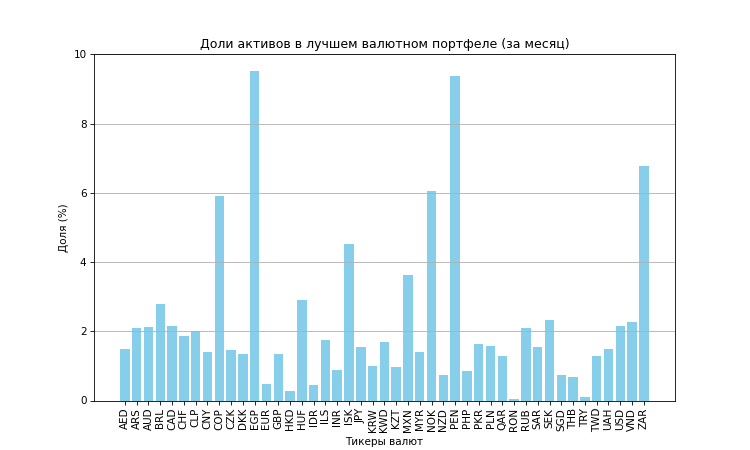 Доли активов в лучшем валютном портфеле (за месяц)
Доля (%)
10
8
6
4
2
0
AED ARS AUD BRL CAD CHF CLP CNY COP CZK DKK EGP EUR GBP HKD HUF IDR ILS INR ISK JPY KRW KWD KZT MXN MYR NOK NZD PEN PHP PKR PLN QAR RON RUB SAR SEK SGD THB TRY TWD UAH USD VND ZAR
Тикеры валют